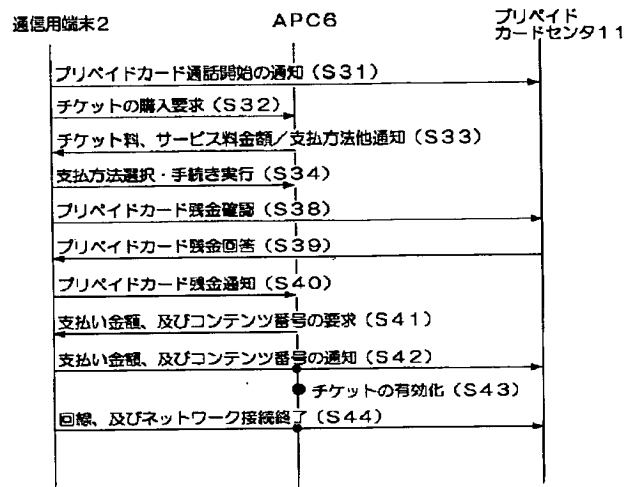 通信用端末2
APC6
プリペイド
カードセンタ11
プリペイドカード通話開始の通知(S31)
チケットの購入要求(S32)
チケット料、サービス料金額/支払方法他通知(S33)
支払方法選択・手続き実行(S34)
プリペイドカード残金確認(S38)
プリペイドカード残金回答(S39)
プリペイドカード残金通知(S40)
支払い金額、及びコンテンツ番号の要求(S41)
支払い金額、及びコンテンツ番号の通知(S42)
チケットの有効化(S43)
回線、及びネットワーク接続終了(S44)